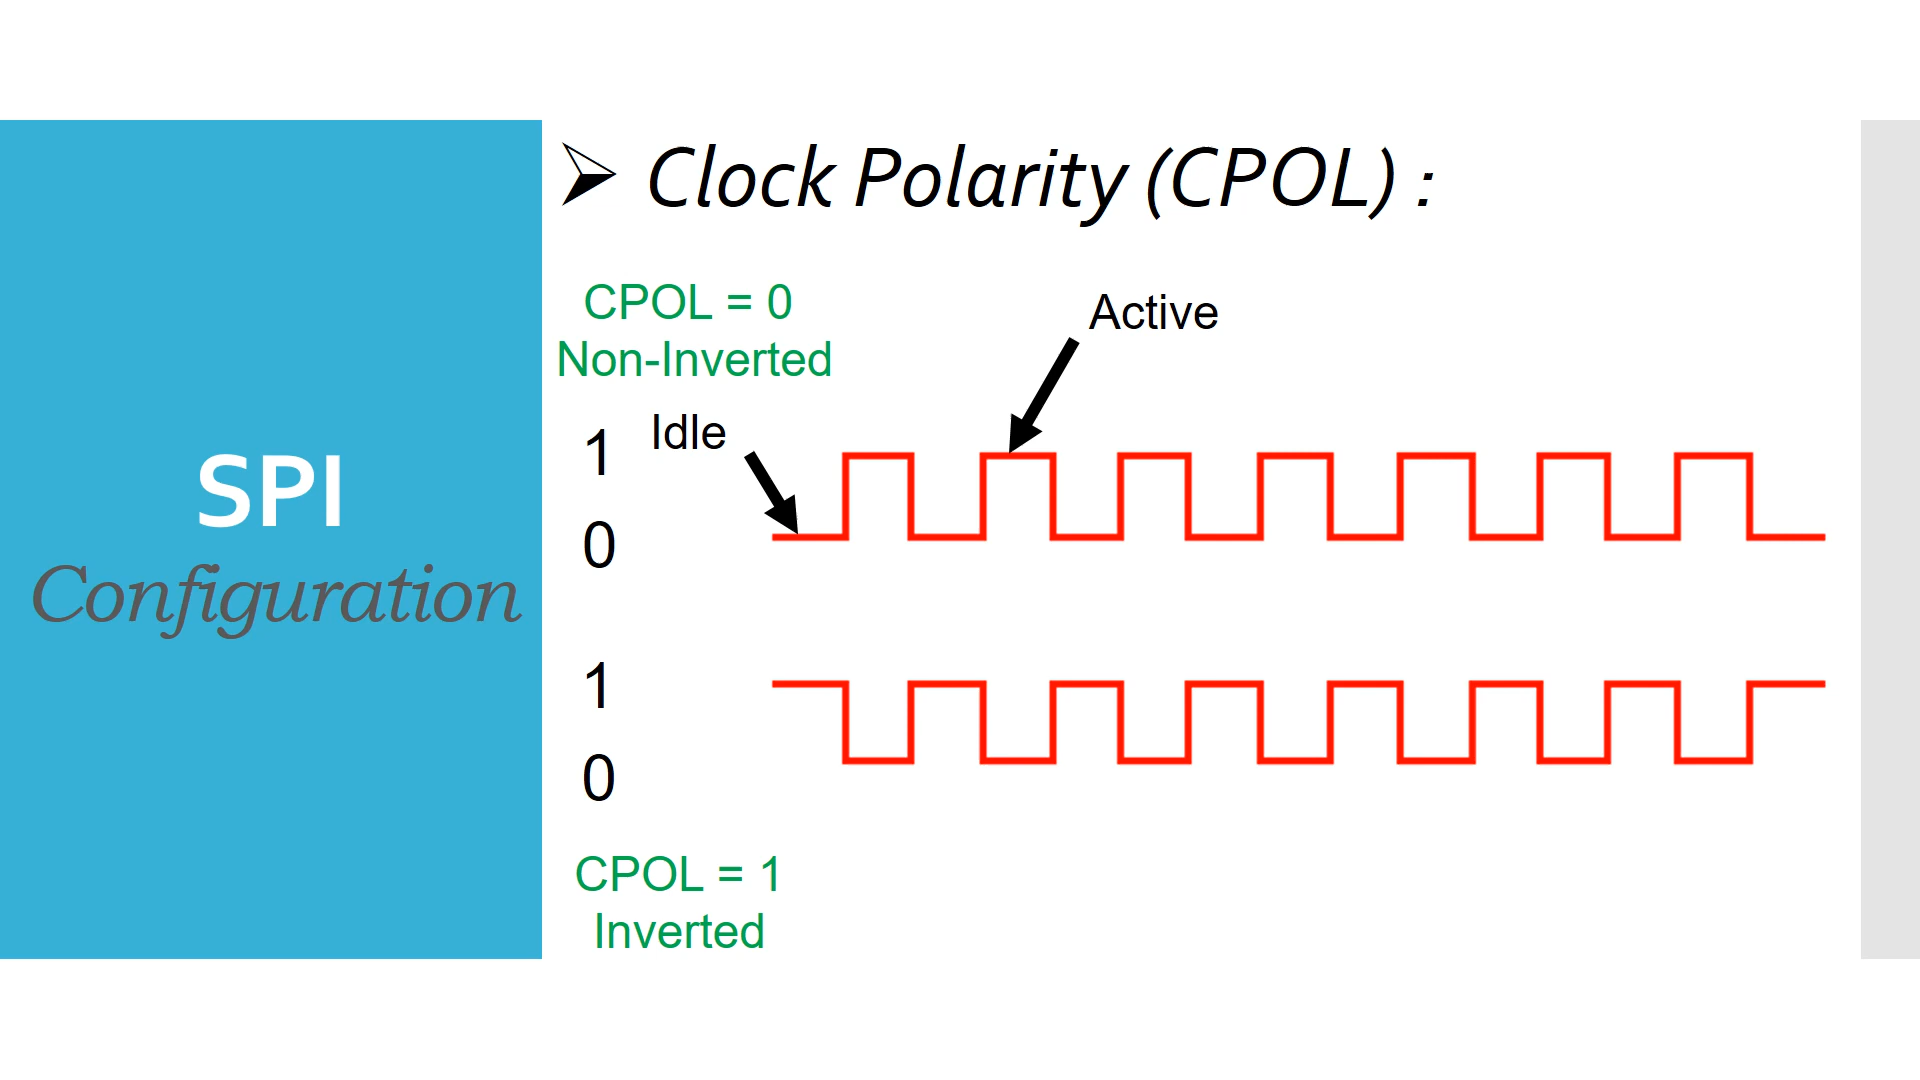 SPI
Configuration
Clock Polarity (CPOL) :
CPOL = 0
Non-Inverted
Active
Idle
1
0
1
0
CPOL = 1
Inverted